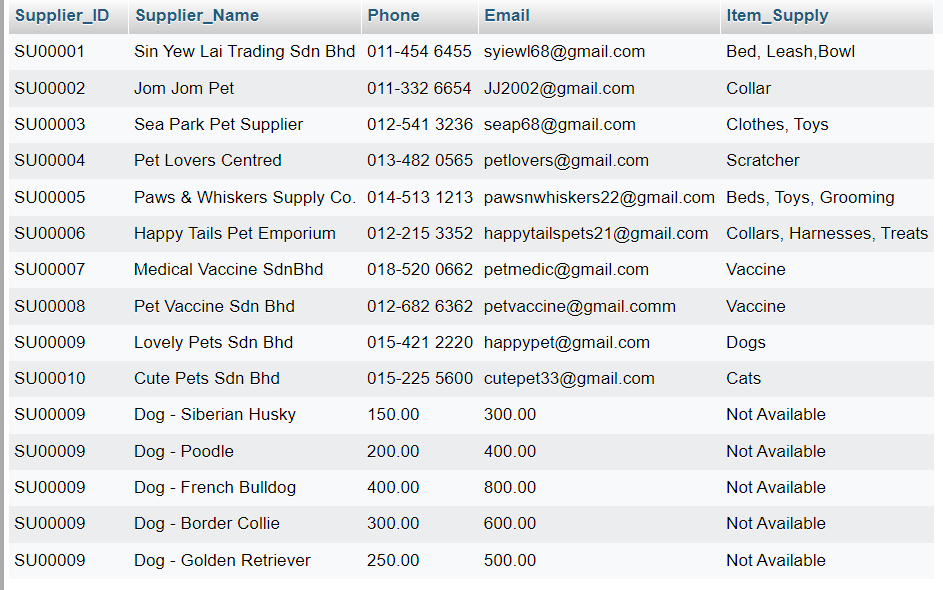 Supplier_ID Supplier_Name Phone Email Item_Supply
SU00001 Sin Yew Lai Trading Sdn Bhd 011-454 6455 syiewl68@gmail.com Bed, Leash,Bowl
SU00002 Jom Jom Pet 011-332 6654 JJ2002@gmail.com Collar
SU00003 Sea Park Pet Supplier 012-541 3236 seap68@gmail.com Clothes, Toys
SU00004 Pet Lovers Centred 013-482 0565 petlovers@gmail.com Scratcher
SU00005 Paws & Whiskers Supply Co. 014-513 1213 pawsnwhiskers22@gmail.com Beds, Toys, Grooming
SU00006 Happy Tails Pet Emporium 012-215 3352 happytailspets21@gmail.com Collars, Harnesses, Treats
SU00007 Medical Vaccine SdnBhd 018-520 0662 petmedic@gmail.com Vaccine
SU00008 Pet Vaccine Sdn Bhd 012-682 6362 petvaccine@gmail.comm Vaccine
SU00009 Lovely Pets Sdn Bhd 015-421 2220 happypet@gmail.com Dogs
SU00010 Cute Pets Sdn Bhd 015-225 5600 cutepet33@gmail.com Cats
SU00009 Dog - Siberian Husky 150.00 300.00 Not Available
SU00009 Dog - Poodle 200.00 400.00 Not Available
SU00009 Dog - French Bulldog 400.00 800.00 Not Available
SU00009 Dog - Border Collie 300.00 600.00 Not Available
SU00009 Dog - Golden Retriever 250.00 500.00 Not Available